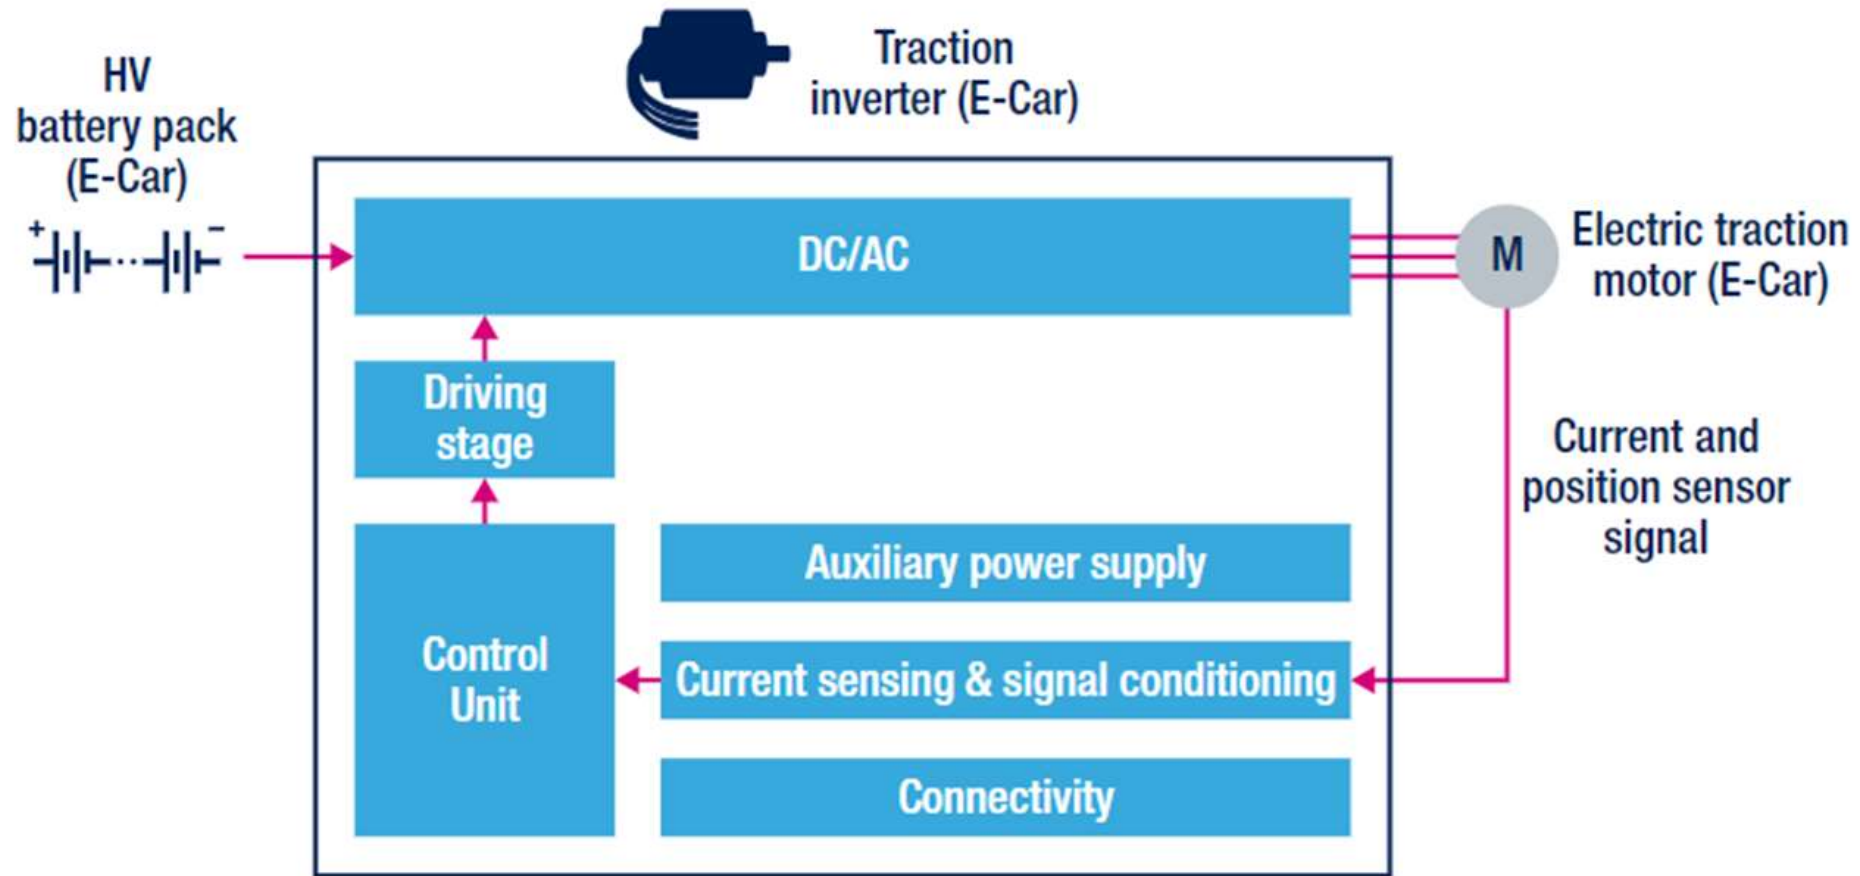 HV
battery pack
(E-Car)
+
−
Traction
inverter (E-Car)
DC/AC
M
Electric traction
motor (E-Car)
Driving
stage
Current and
position sensor
signal
Control
Unit
Auxiliary power supply
Current sensing & signal conditioning
Connectivity